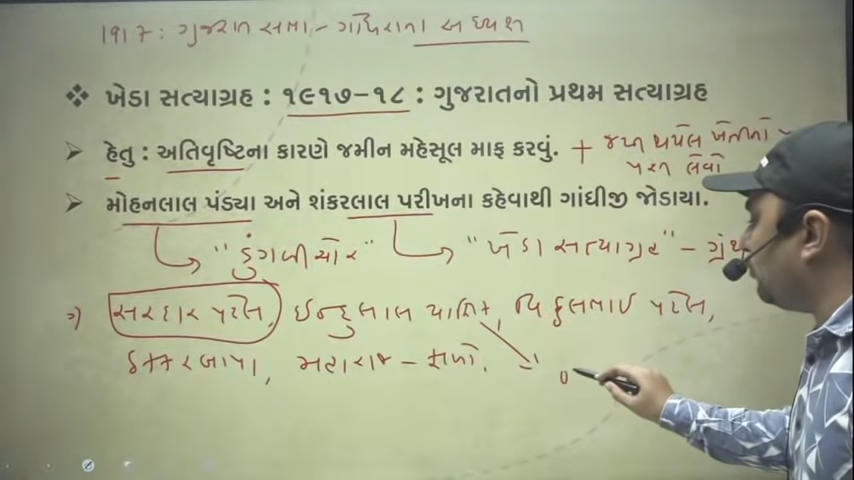 1917 : ગુજરાત સભા - ગાંધીજીના અધ્યક્ષ
❖ ખેડા સત્યાગ્રહ : ૧૯૧૭-૧૮ : ગુજરાતનો પ્રથમ સત્યાગ્રહ
➤ હેતુ : અતિવૃષ્ટિના કારણે જમીન મહેસૂલ માફ કરવું. + જપ્ત થયેલ ખેતીનો
પરત લેવો
➤ મોહનલાલ પંડ્યા અને શંકરલાલ પરીખના કહેવાથી ગાંધીજી જોડાયા.
"ડુંગળીચોર" "ખેડા સત્યાગ્રહ" - ગ્રંથ
સરદાર પટેલ, ઇન્દુલાલ યાજ્ઞિક, વિઠ્ઠલભાઈ પટેલ,
ઠક્કરબાપા, મહારાજ -